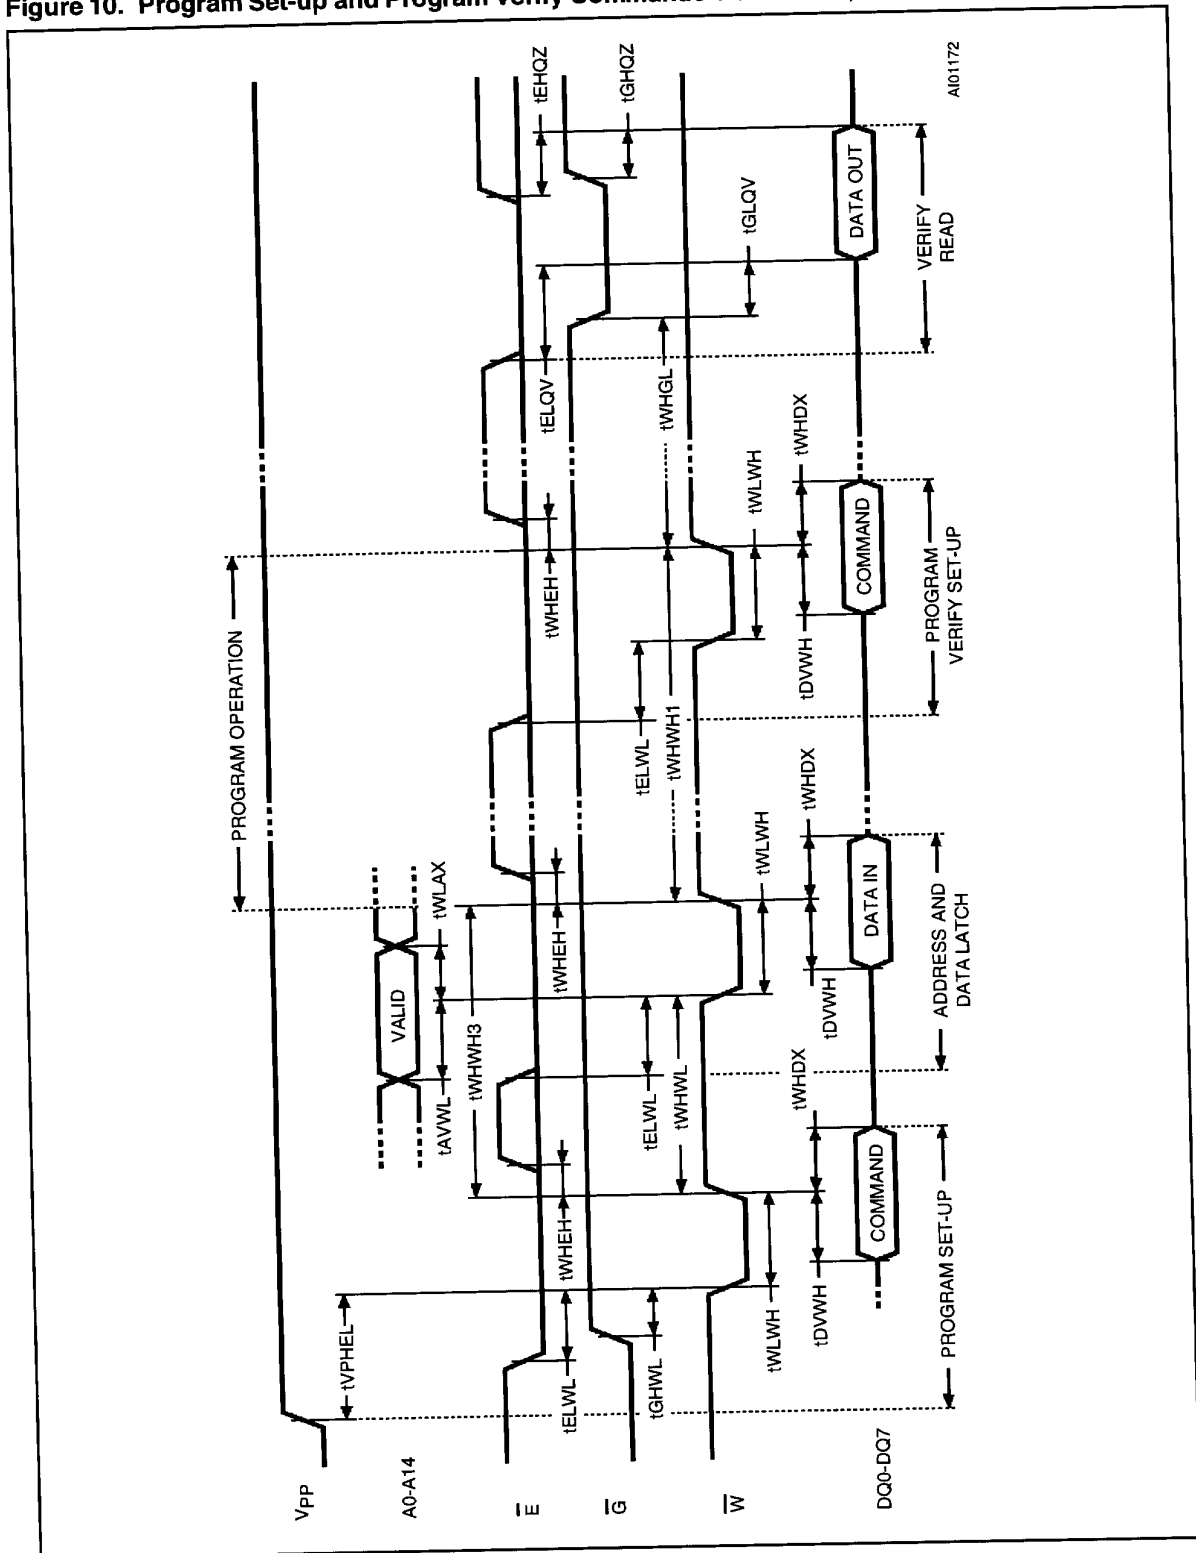 Figure 10. Program Set-up and Program Verify Commands
PROGRAM OPERATION
VPP
tVPHEL
A0-A14
VALID
tAVWL
tWLAX
tWHWH3
E
tELWL
tWHEH
tWHEH
tWHEH
tELQV
tEHQZ
G
tGHWL
tELWL
tWHWL
tELWL
tWHWH1
tWHGL
tGHQZ
W
tWLWH
tWLWH
tWLWH
tGLQV
tDVWH
tWHDX
tDVWH
tWHDX
tDVWH
tWHDX
DQ0-DQ7
COMMAND
DATA IN
COMMAND
DATA OUT
PROGRAM SET-UP
ADDRESS AND
DATA LATCH
PROGRAM
VERIFY SET-UP
VERIFY
READ
AI01172